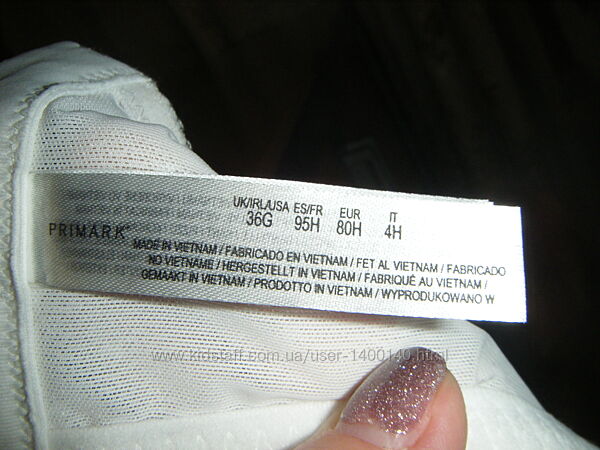 UK/IRL/USA ES/FR EUR IT
36G 95H 80H 4H
PRIMARK®
MADE IN VIETNAM / FABRICADO EN VIETNAM / FET AL VIETNAM / FABRICADO
NO VIETNAME / HERGESTELLT IN VIETNAM / FABRIQUÉ AU VIETNAM /
GEMAAKT IN VIETNAM / PRODOTTO IN VIETNAM / WYPRODUKOWANO W
www.kidstaff.com.ua/user-1400140.html